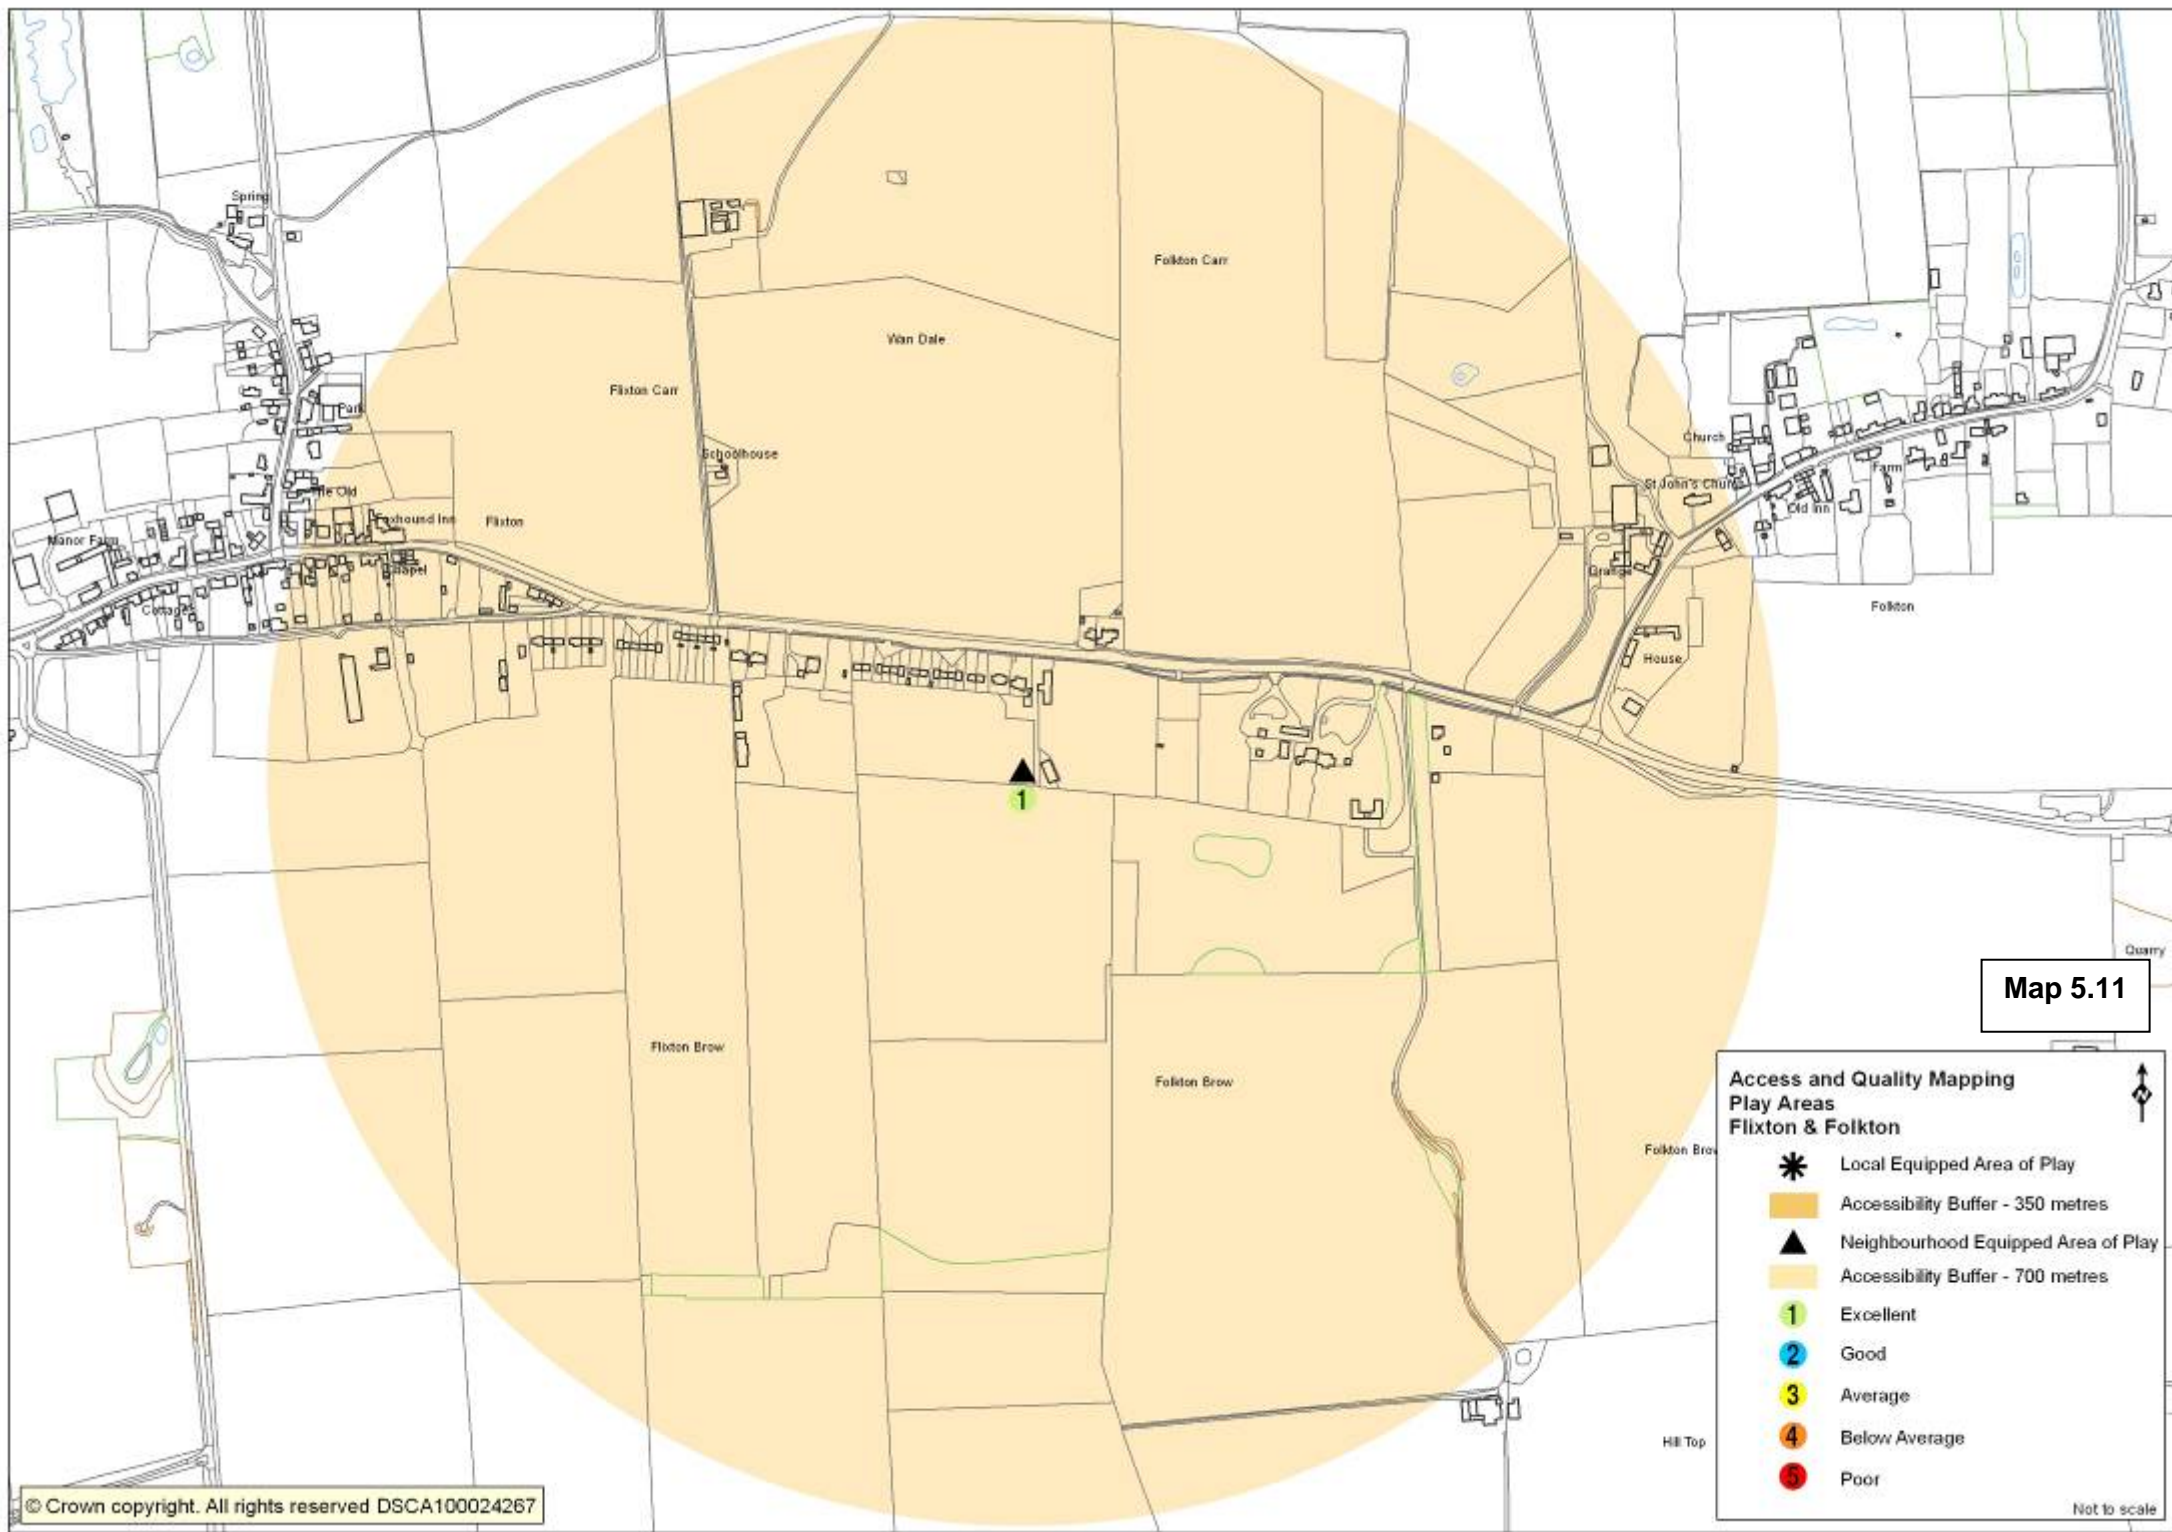 Spring
Folkton Carr
Wan Dale
Flixton Carr
Park
Church
Schoolhouse
Farm
St John's Church
The Old
Old Inn
Foxhound Inn
Flixton
Manor Farm
Chapel
Grange
Cottage
Folkton
House
1
Quarry
Map 5.11
Flixton Brow
Folkton Brow
Folkton Brow
Hill Top
Access and Quality Mapping
Play Areas
Flixton & Folkton
N
Local Equipped Area of Play
Accessibility Buffer - 350 metres
Neighbourhood Equipped Area of Play
Accessibility Buffer - 700 metres
1 Excellent
2 Good
3 Average
4 Below Average
5 Poor
Not to scale
© Crown copyright. All rights reserved DSCA100024267